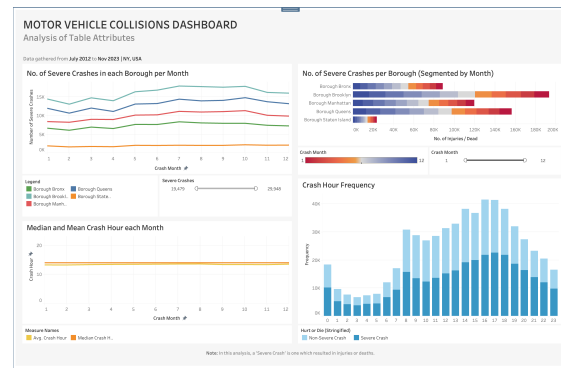 MOTOR VEHICLE COLLISIONS DASHBOARD
Analysis of Table Attributes
Data gathered from July 2012 to Nov 2023 | NY, USA
No. of Severe Crashes in each Borough per Month
Number of Severe Crashes
15K
10K
5K
0K
1 2 3 4 5 6 7 8 9 10 11 12
Crash Month
Legend
Borough Bronx
Borough Queens
Borough Brookl..
Borough State..
Borough Manh..
Severe Crashes
19,479
29,948
Median and Mean Crash Hour each Month
Crash Hour
20
10
0
1 2 3 4 5 6 7 8 9 10 11 12
Crash Month
Measure Names
Avg. Crash Hour
Median Crash H..
No. of Severe Crashes per Borough (Segmented by Month)
Borough Bronx
Borough Brooklyn
Borough Manhattan
Borough Queens
Borough Staten Island
0K 20K 40K 60K 80K 100K 120K 140K 160K 180K 200K
No. of Injuries / Dead
Crash Month
1 12
Crash Month
1 12
Crash Hour Frequency
Frequency
40K
30K
20K
10K
0K
0 1 2 3 4 5 6 7 8 9 10 11 12 13 14 15 16 17 18 19 20 21 22 23
Hurt or Die (Stringified)
Non-Severe Crash
Severe Crash
Note: In this analysis, a 'Severe Crash' is one which resulted in injuries or deaths.